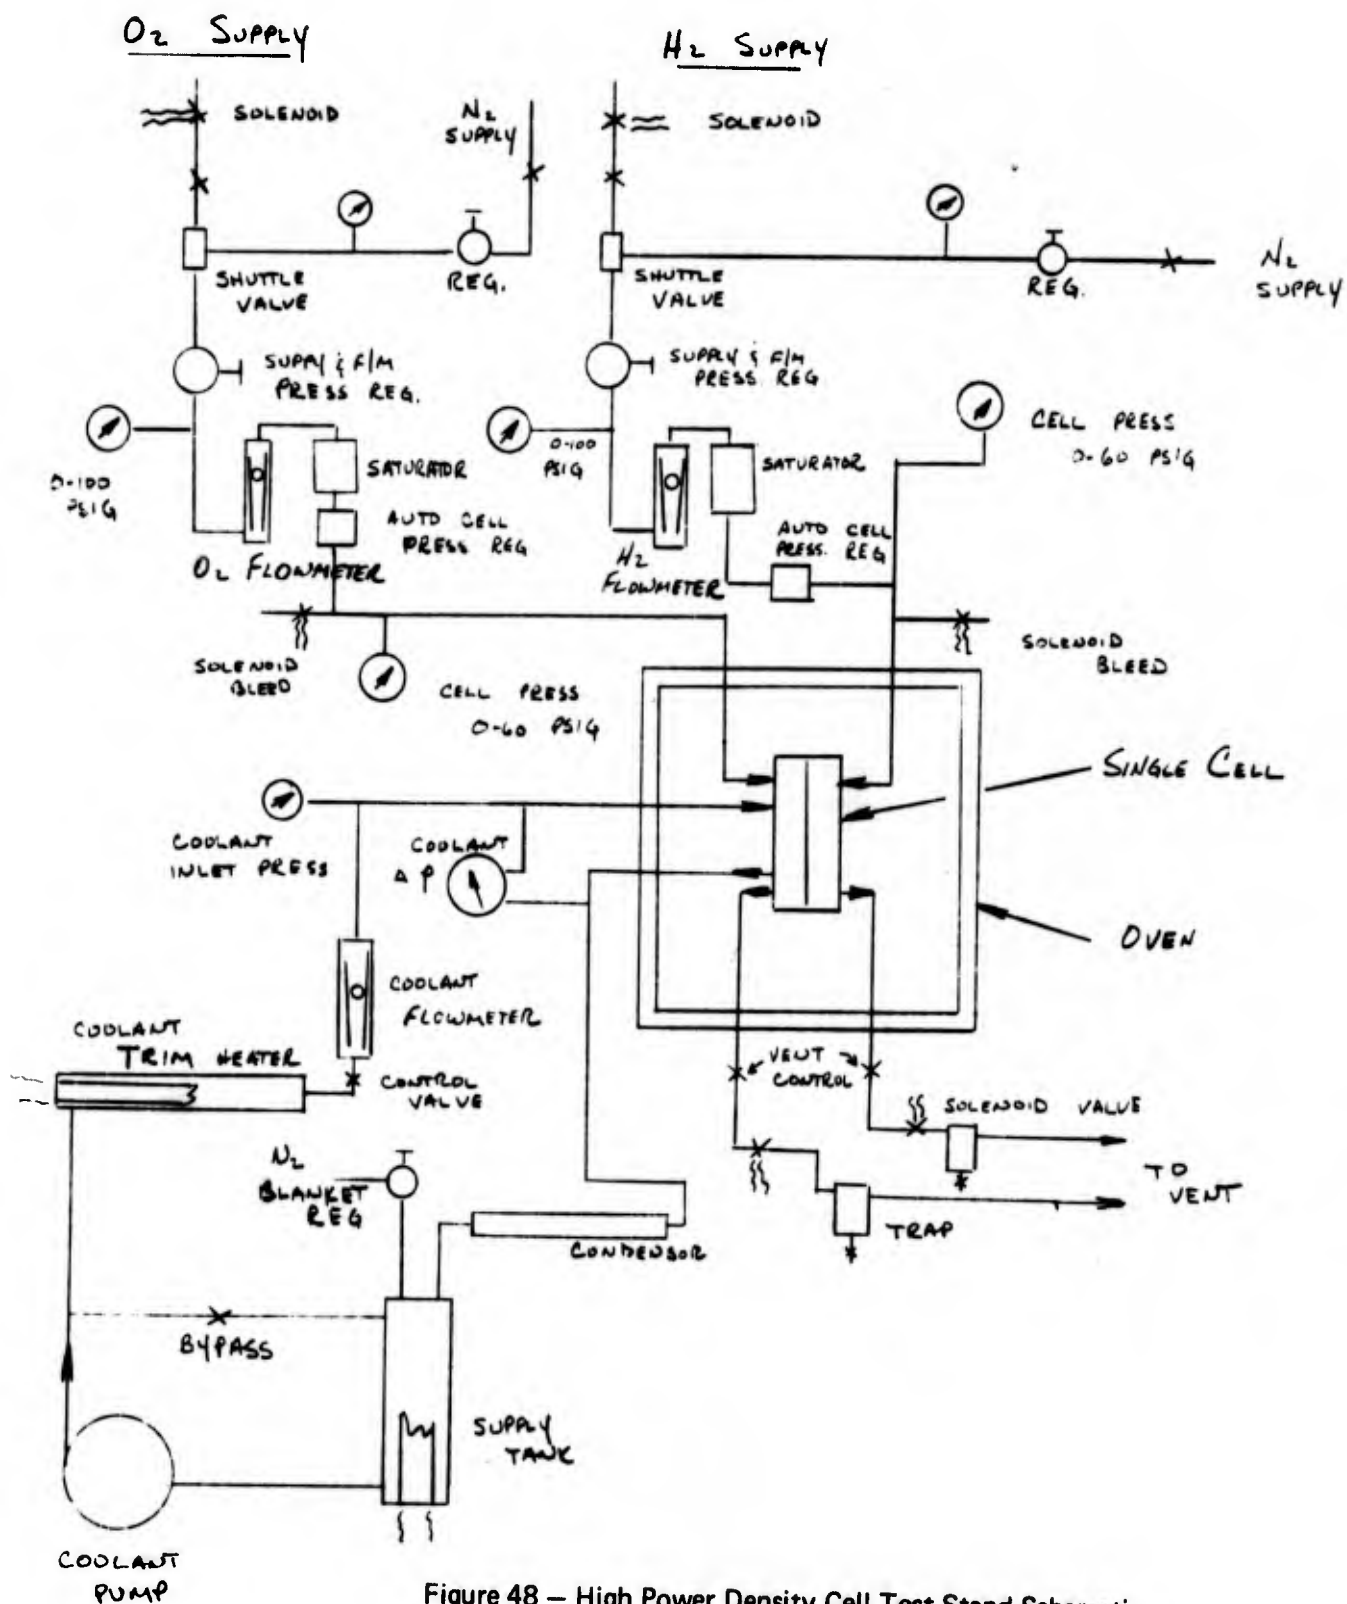 O2 SUPPLY
H2 SUPPLY
SOLENOID
N2
SUPPLY
SOLENOID
SHUTTLE
VALVE
REG.
SHUTTLE
VALVE
REG.
N2
SUPPLY
SUPPLY & F/M
PRESS REG.
SUPPLY & F/M
PRESS. REG
0-100
PSIG
SATURATOR
AUTO CELL
PRESS REG
O2 FLOWMETER
0-100
PSIG
SATURATOR
H2
FLOWMETER
AUTO CELL
PRESS. REG
CELL PRESS
0-60 PSIG
SOLENOID
BLEED
CELL PRESS
0-60 PSIG
SOLENOID
BLEED
SINGLE CELL
COOLANT
INLET PRESS
COOLANT
Δ P
OVEN
COOLANT
FLOWMETER
COOLANT
TRIM HEATER
CONTROL
VALVE
VENT
CONTROL
SOLENOID VALVE
TO
VENT
TRAP
N2
BLANKET
REG
CONDENSOR
BYPASS
SUPPLY
TANK
COOLANT
PUMP
Figure 48 — High Power Density Cell Test Stand